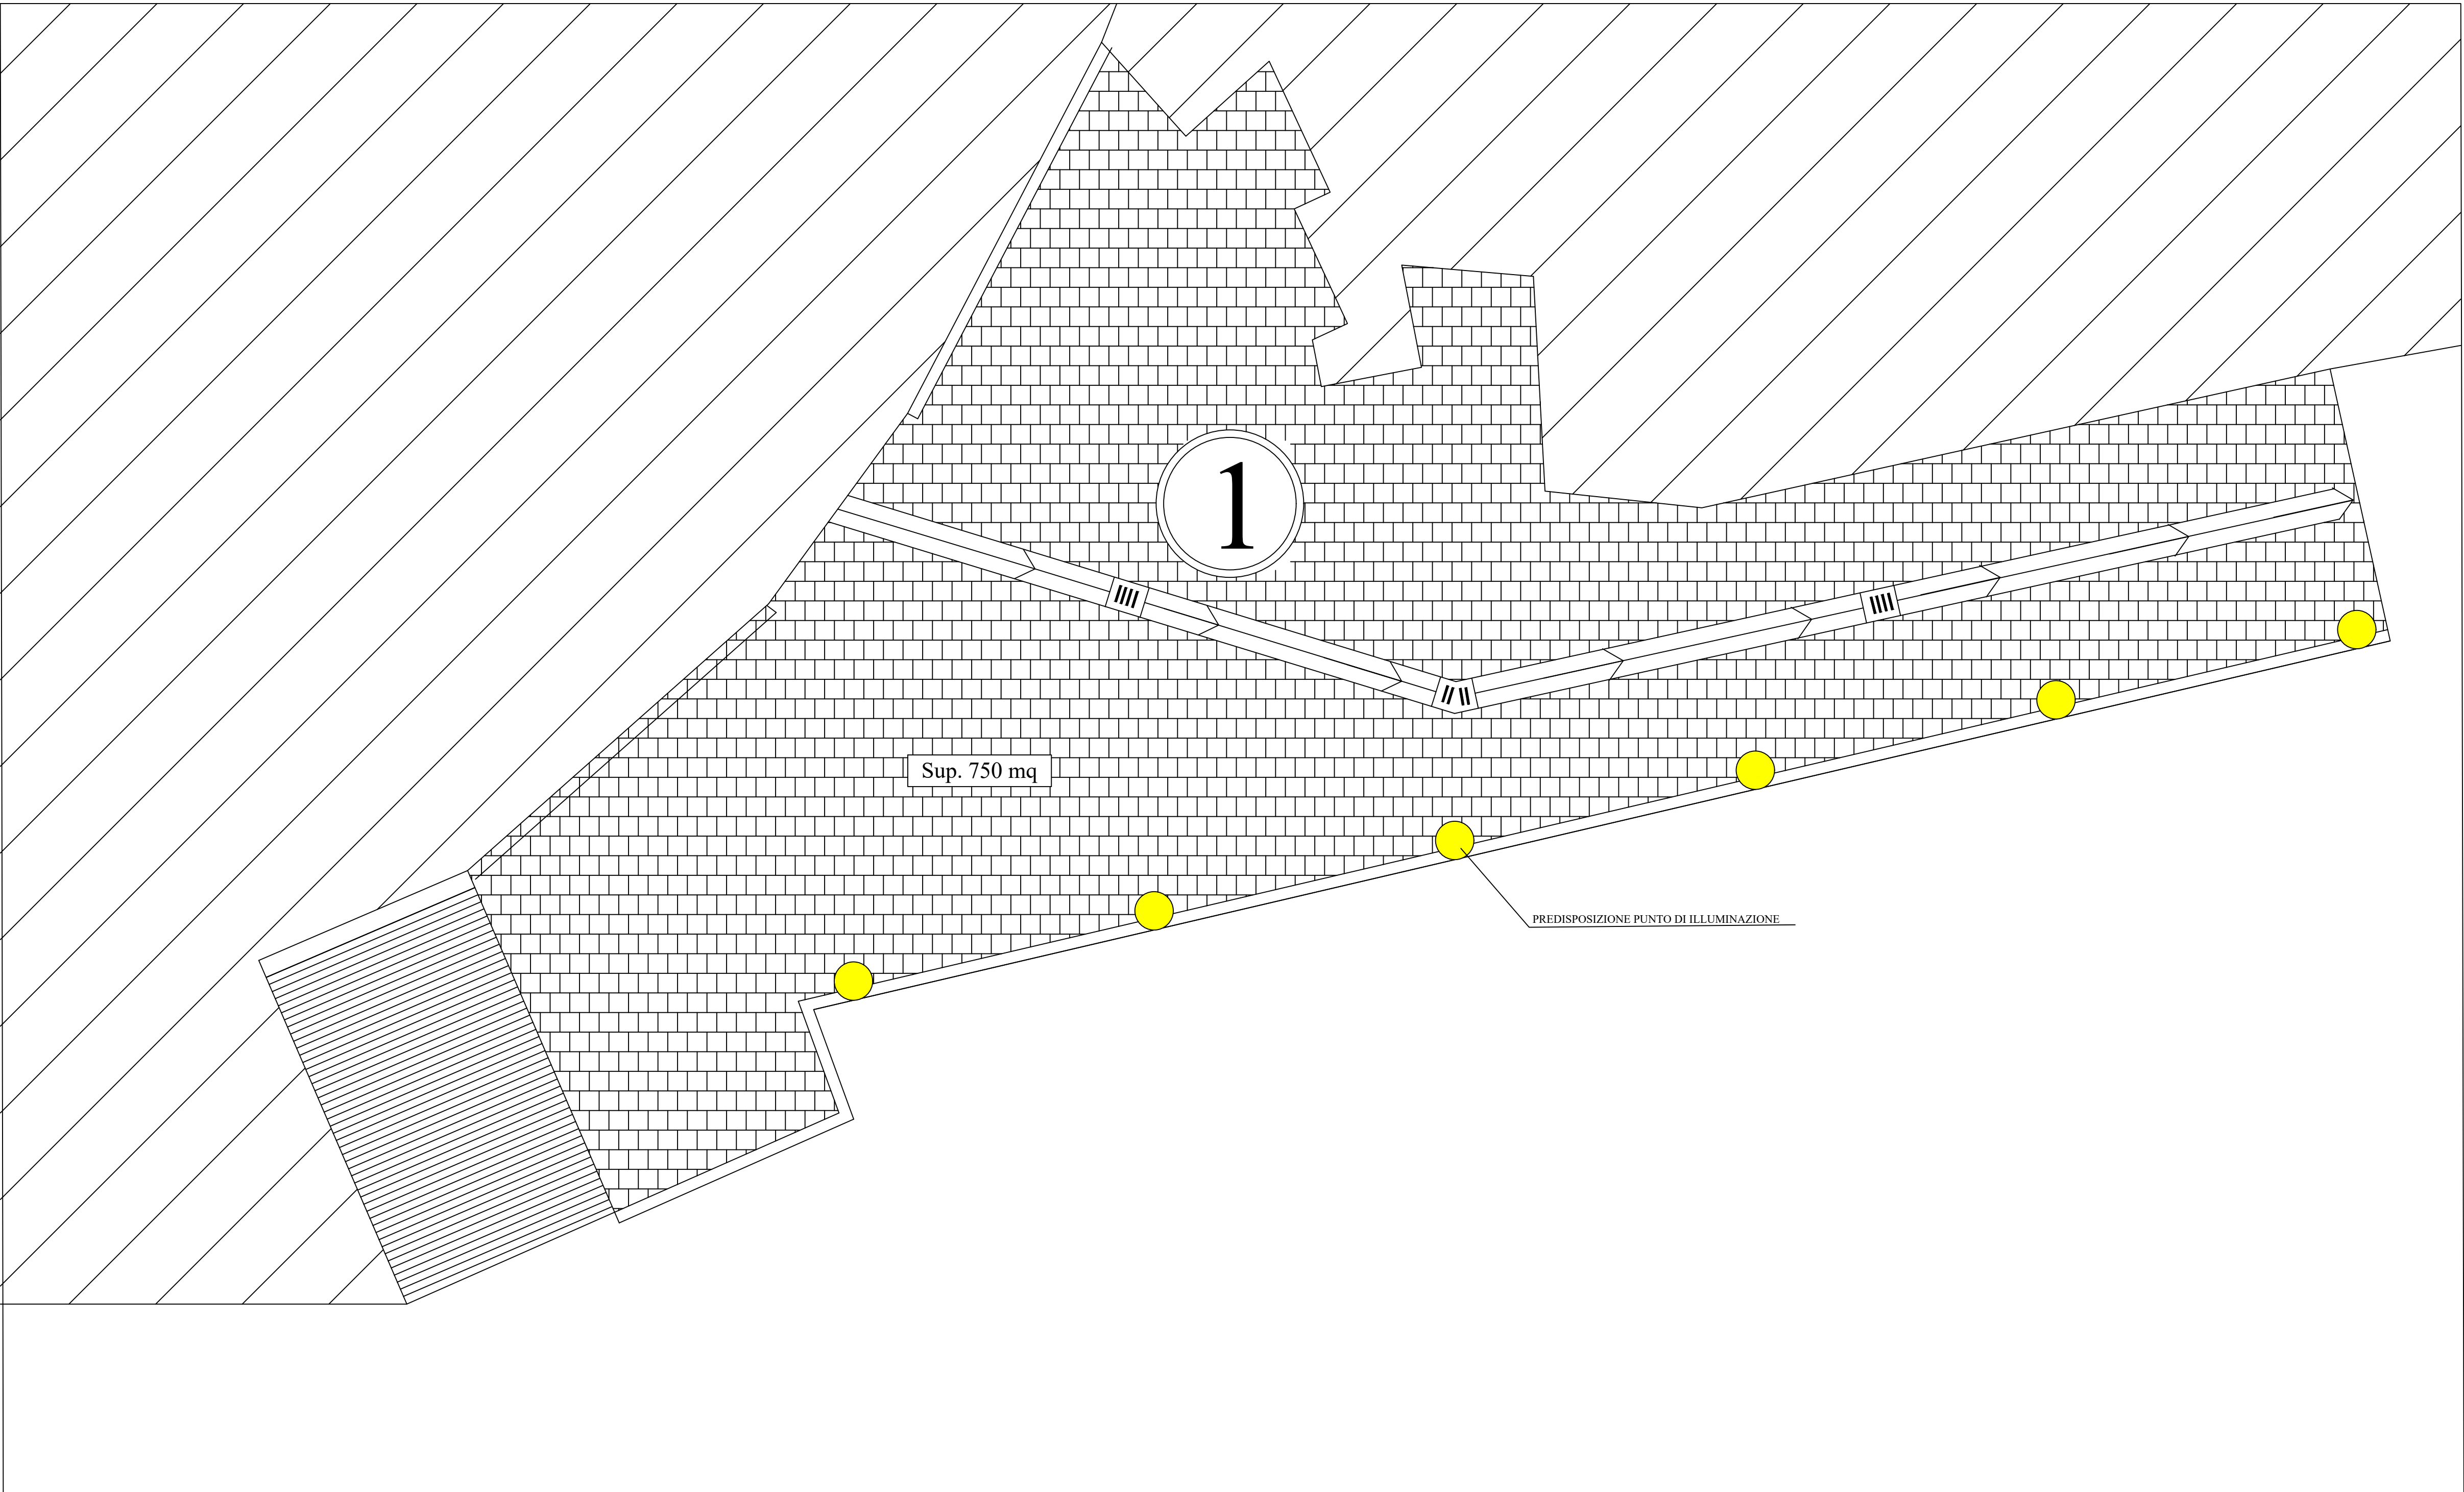 1
Sup. 750 mq
PREDISPOSIZIONE PUNTO DI ILLUMINAZIONE